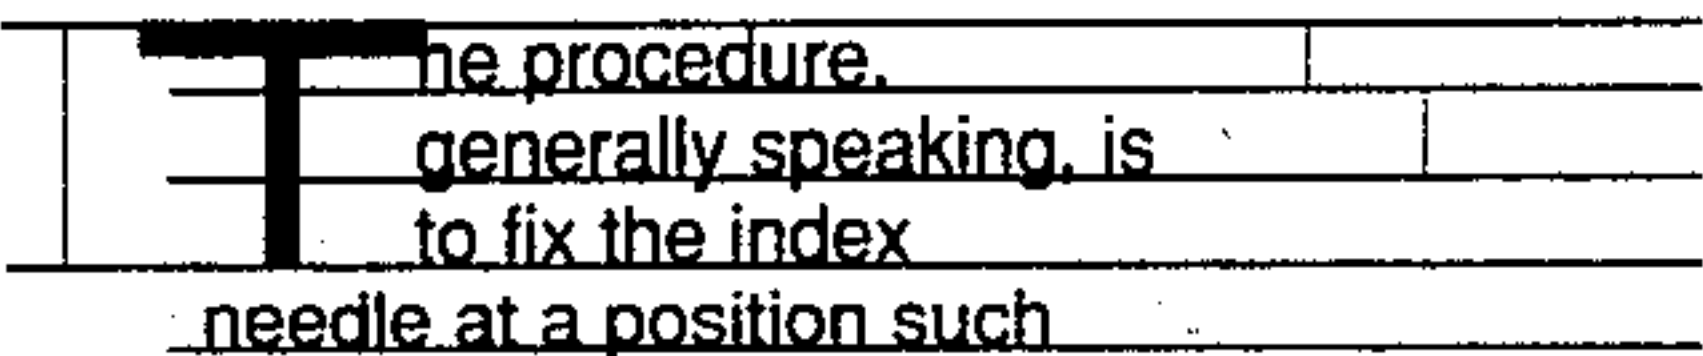 The procedure,
generally speaking, is
to fix the index
needle at a position such